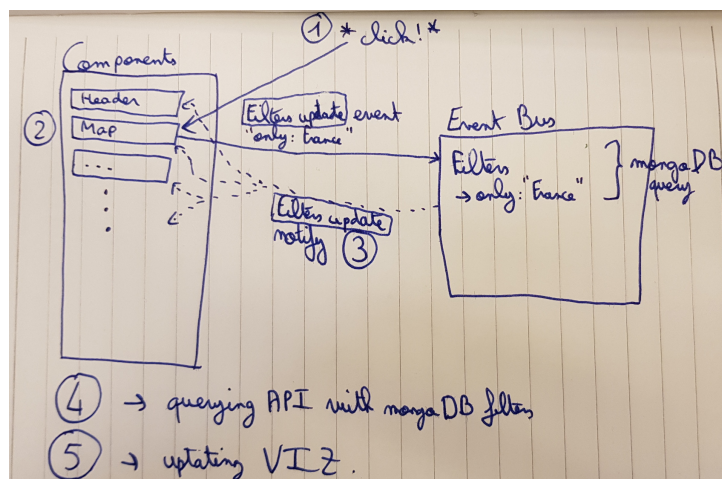 ① * click! *
Components
Header
② Map
...
Filters update event
"only: France"
Event Bus
Filters
→ only: "France"
mongoDB
query
Filters update
notify ③
④ → querying API with mongoDB filters
⑤ → uptating VIZ.